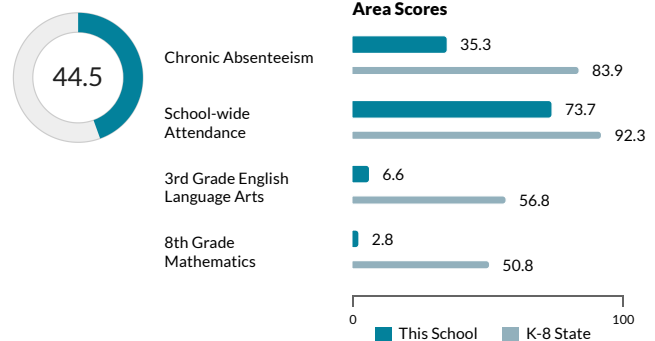 Area Scores
44.5
Chronic Absenteeism
35.3
83.9
School-wide
Attendance
73.7
92.3
3rd Grade English
Language Arts
6.6
56.8
8th Grade
Mathematics
2.8
50.8
0 100
This School K-8 State